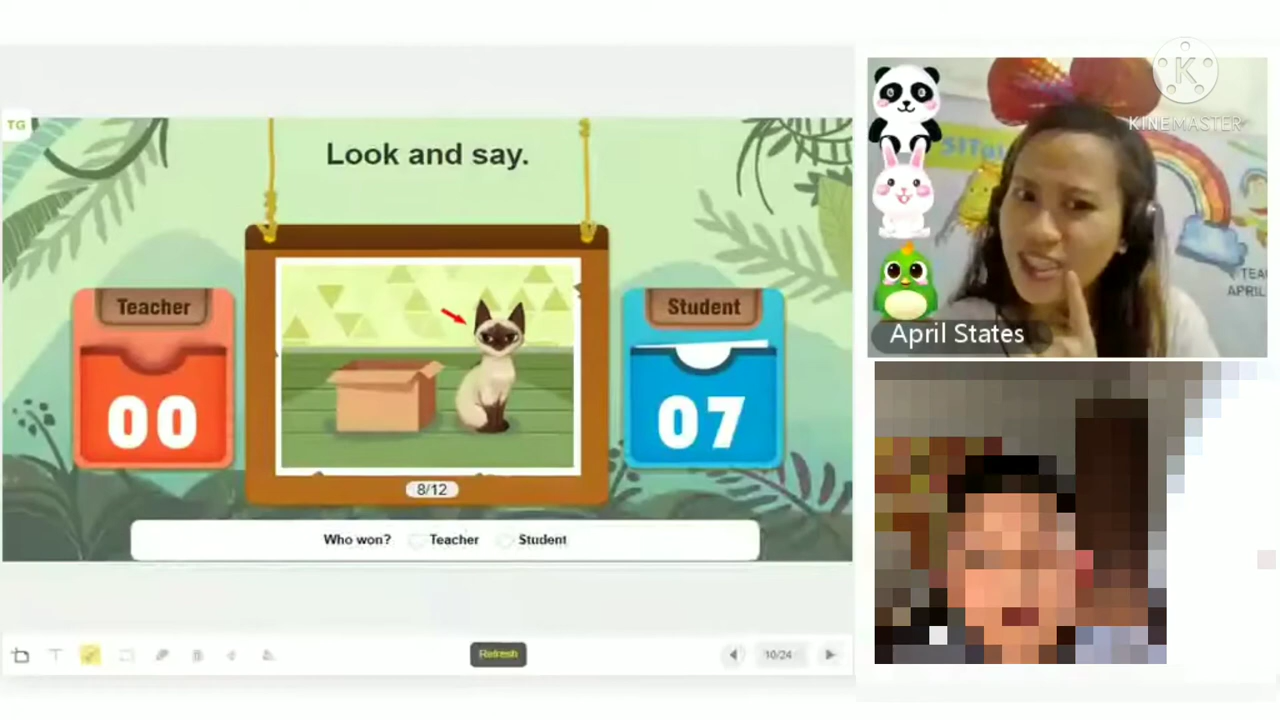 TG
Look and say.
Teacher
00
Student
07
8/12
Who won? Teacher Student
Refresh
10/24
KINEMASTER
April States
TEA
APRIL